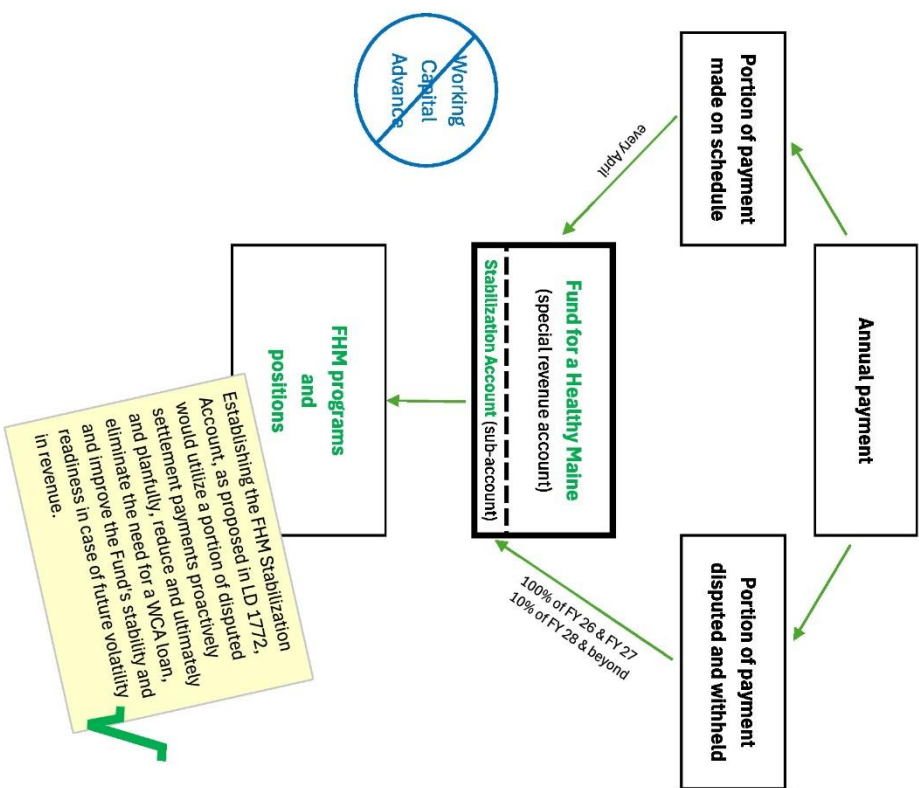 Annual payment
Portion of payment
made on schedule
Portion of payment
disputed and withheld
every April
100% of FY 26 & FY 27
10% of FY 28 & beyond
Fund for a Healthy Maine
(special revenue account)
Stabilization Account (sub-account)
Working
Capital
Advance
FHM programs
and
positions
Establishing the FHM Stabilization
Account, as proposed in LD 1772,
would utilize a portion of disputed
settlement payments proactively
and planfully, reduce and ultimately
eliminate the need for a WCA loan,
and improve the Fund's stability and
readiness in case of future volatility
in revenue.